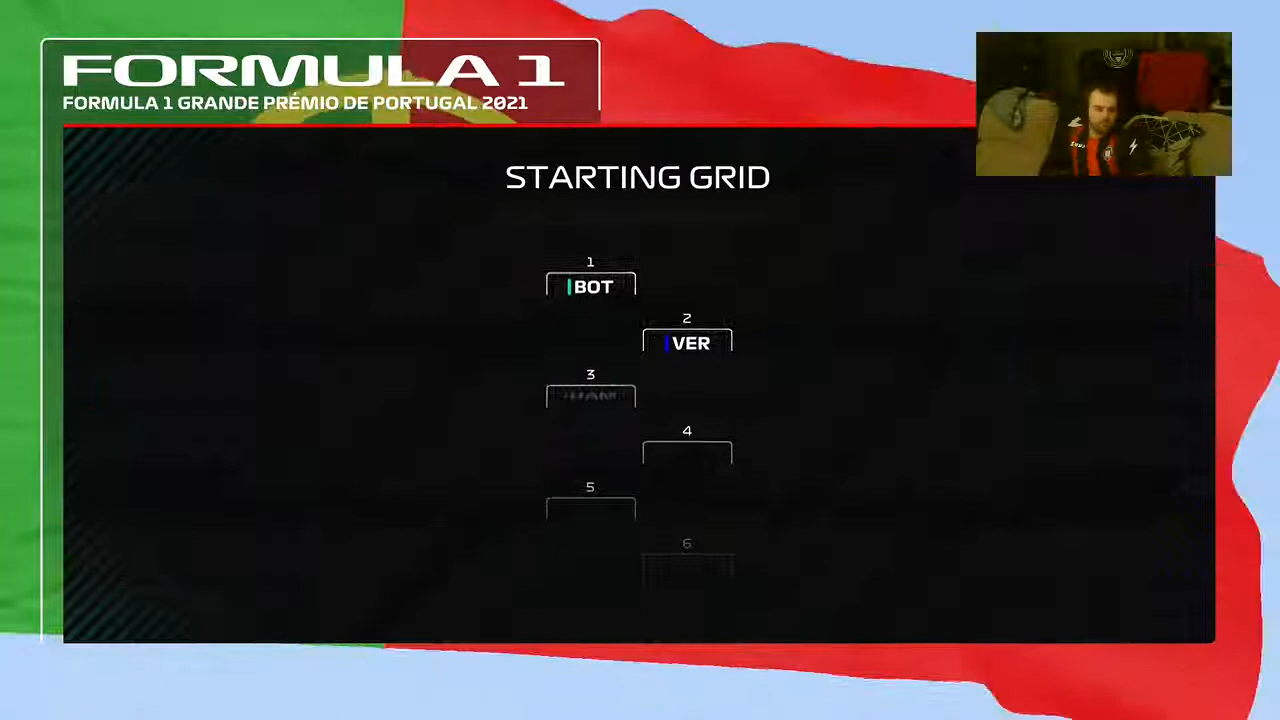 FORMULA 1
FORMULA 1 GRANDE PRÉMIO DE PORTUGAL 2021
STARTING GRID
1
BOT
2
VER
3
4
5
6